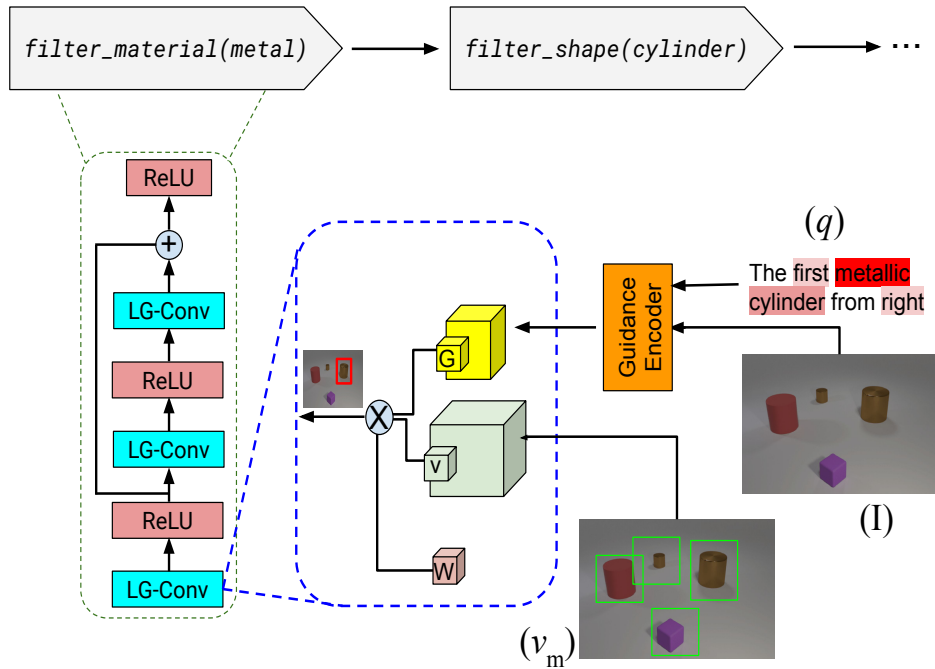 filter_material(metal)
filter_shape(cylinder)
...
ReLU
+
LG-Conv
ReLU
LG-Conv
ReLU
LG-Conv
X
G
v
W
Guidance
Encoder
(q)
The first metallic
cylinder from right
(I)
(vm)